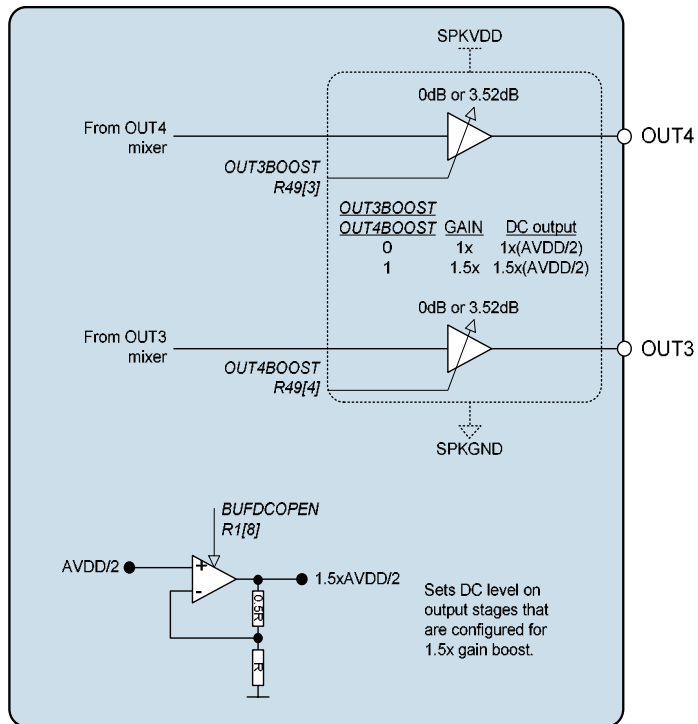 SPKVDD
0dB or 3.52dB
From OUT4
mixer
OUT4
OUT3BOOST
R49[3]
OUT3BOOST
OUT4BOOST GAIN DC output
0 1x 1x(AVDD/2)
1 1.5x 1.5x(AVDD/2)
0dB or 3.52dB
From OUT3
mixer
OUT3
OUT4BOOST
R49[4]
SPKGND
BUFDCOPEN
R1[8]
AVDD/2
+
-
1.5xAVDD/2
0.5R
R
Sets DC level on
output stages that
are configured for
1.5x gain boost.